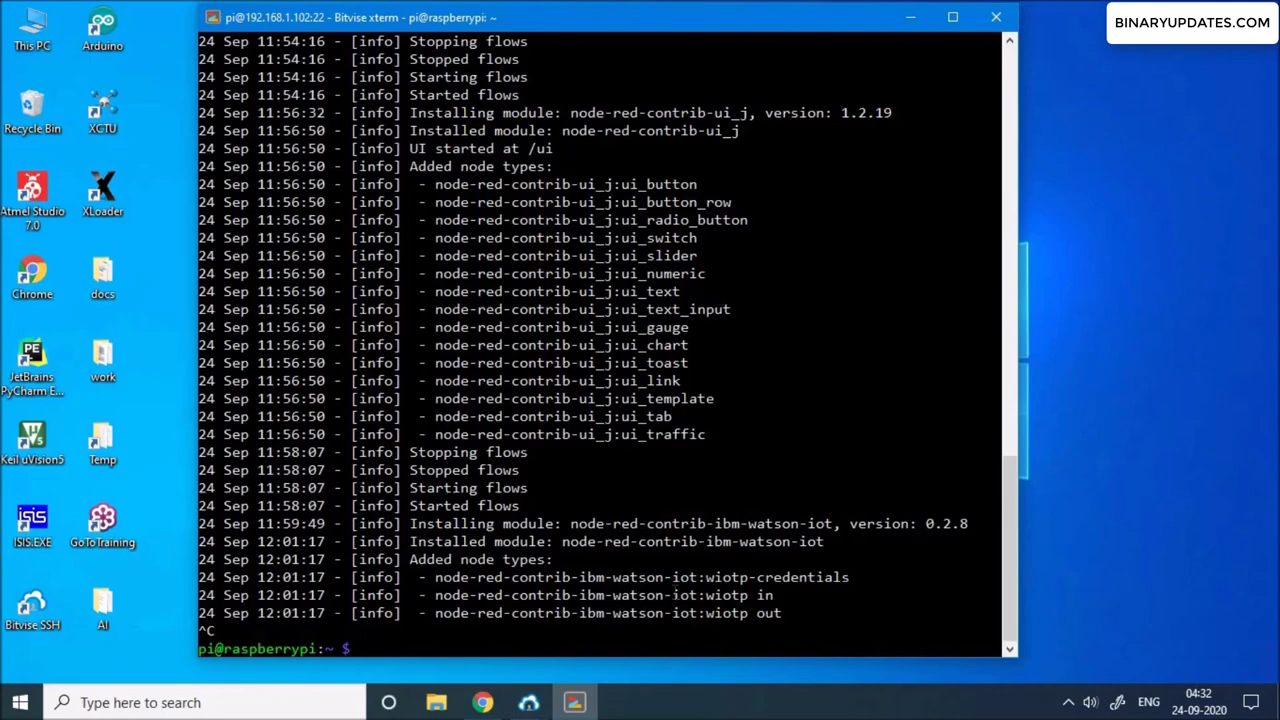 pi@192.168.1.102:22 - Bitvise xterm - pi@raspberrypi: ~
BINARYUPDATES.COM
This PC
Arduino
Recycle Bin
XCTU
Atmel Studio
7.0
XLoader
Chrome
docs
JetBrains
PyCharm E...
work
Keil uVision5
Temp
ISIS.EXE
GoToTraining
Bitvise SSH
AI
24 Sep 11:54:16 - [info] Stopping flows
24 Sep 11:54:16 - [info] Stopped flows
24 Sep 11:54:16 - [info] Starting flows
24 Sep 11:54:16 - [info] Started flows
24 Sep 11:56:32 - [info] Installing module: node-red-contrib-ui_j, version: 1.2.19
24 Sep 11:56:50 - [info] Installed module: node-red-contrib-ui_j
24 Sep 11:56:50 - [info] UI started at /ui
24 Sep 11:56:50 - [info] Added node types:
24 Sep 11:56:50 - [info]  - node-red-contrib-ui_j:ui_button
24 Sep 11:56:50 - [info]  - node-red-contrib-ui_j:ui_button_row
24 Sep 11:56:50 - [info]  - node-red-contrib-ui_j:ui_radio_button
24 Sep 11:56:50 - [info]  - node-red-contrib-ui_j:ui_switch
24 Sep 11:56:50 - [info]  - node-red-contrib-ui_j:ui_slider
24 Sep 11:56:50 - [info]  - node-red-contrib-ui_j:ui_numeric
24 Sep 11:56:50 - [info]  - node-red-contrib-ui_j:ui_text
24 Sep 11:56:50 - [info]  - node-red-contrib-ui_j:ui_text_input
24 Sep 11:56:50 - [info]  - node-red-contrib-ui_j:ui_gauge
24 Sep 11:56:50 - [info]  - node-red-contrib-ui_j:ui_chart
24 Sep 11:56:50 - [info]  - node-red-contrib-ui_j:ui_toast
24 Sep 11:56:50 - [info]  - node-red-contrib-ui_j:ui_link
24 Sep 11:56:50 - [info]  - node-red-contrib-ui_j:ui_template
24 Sep 11:56:50 - [info]  - node-red-contrib-ui_j:ui_tab
24 Sep 11:56:50 - [info]  - node-red-contrib-ui_j:ui_traffic
24 Sep 11:58:07 - [info] Stopping flows
24 Sep 11:58:07 - [info] Stopped flows
24 Sep 11:58:07 - [info] Starting flows
24 Sep 11:58:07 - [info] Started flows
24 Sep 11:59:49 - [info] Installing module: node-red-contrib-ibm-watson-iot, version: 0.2.8
24 Sep 12:01:17 - [info] Installed module: node-red-contrib-ibm-watson-iot
24 Sep 12:01:17 - [info] Added node types:
24 Sep 12:01:17 - [info]  - node-red-contrib-ibm-watson-iot:wiotp-credentials
24 Sep 12:01:17 - [info]  - node-red-contrib-ibm-watson-iot:wiotp in
24 Sep 12:01:17 - [info]  - node-red-contrib-ibm-watson-iot:wiotp out
^C
pi@raspberrypi:~ $
Type here to search
ENG
04:32
24-09-2020